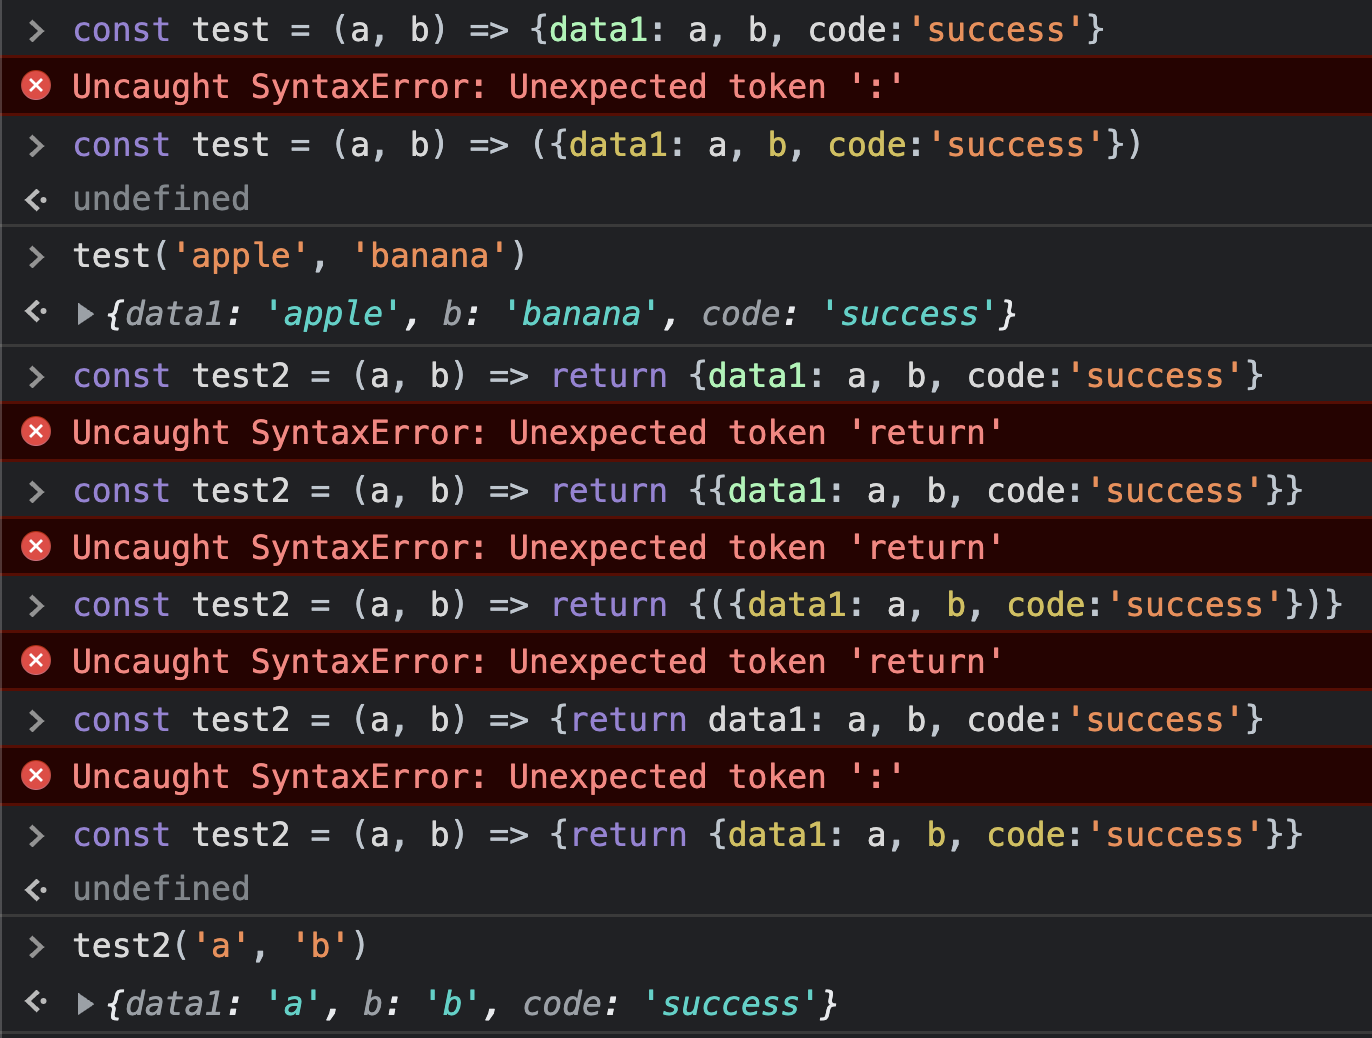 > const test = (a, b) => {data1: a, b, code:'success'}
Uncaught SyntaxError: Unexpected token ':'
> const test = (a, b) => ({data1: a, b, code:'success'})
undefined
> test('apple', 'banana')
{data1: 'apple', b: 'banana', code: 'success'}
> const test2 = (a, b) => return {data1: a, b, code:'success'}
Uncaught SyntaxError: Unexpected token 'return'
> const test2 = (a, b) => return {{data1: a, b, code:'success'}}
Uncaught SyntaxError: Unexpected token 'return'
> const test2 = (a, b) => return {({data1: a, b, code:'success'})}
Uncaught SyntaxError: Unexpected token 'return'
> const test2 = (a, b) => {return data1: a, b, code:'success'}
Uncaught SyntaxError: Unexpected token ':'
> const test2 = (a, b) => {return {data1: a, b, code:'success'}}
undefined
> test2('a', 'b')
{data1: 'a', b: 'b', code: 'success'}